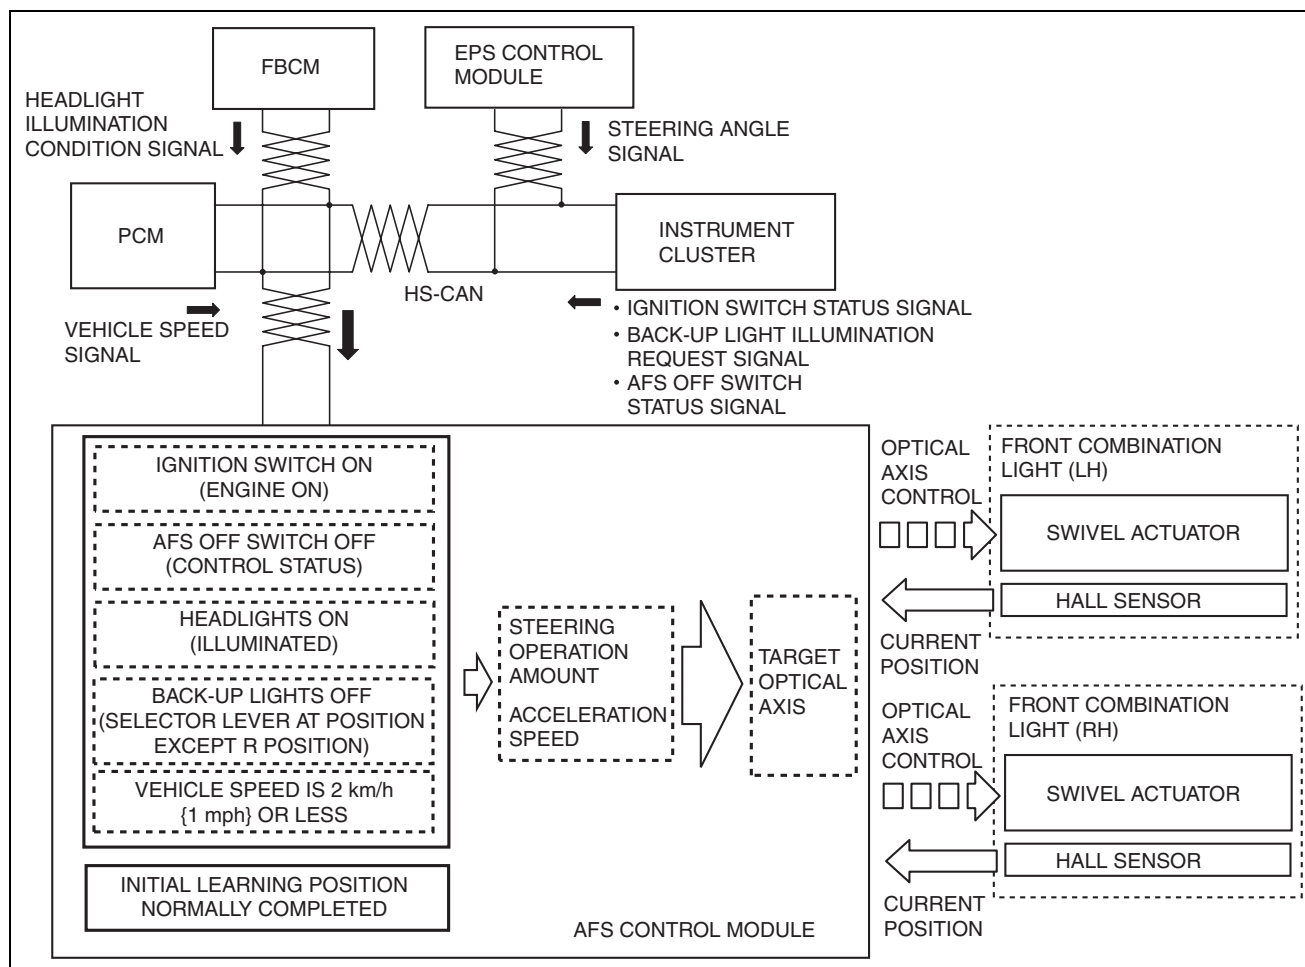 FBCM
EPS CONTROL
MODULE
HEADLIGHT
ILLUMINATION
CONDITION SIGNAL
STEERING ANGLE
SIGNAL
PCM
INSTRUMENT
CLUSTER
HS-CAN
VEHICLE SPEED
SIGNAL
• IGNITION SWITCH STATUS SIGNAL
• BACK-UP LIGHT ILLUMINATION
REQUEST SIGNAL
• AFS OFF SWITCH
STATUS SIGNAL
IGNITION SWITCH ON
(ENGINE ON)
AFS OFF SWITCH OFF
(CONTROL STATUS)
HEADLIGHTS ON
(ILLUMINATED)
BACK-UP LIGHTS OFF
(SELECTOR LEVER AT POSITION
EXCEPT R POSITION)
VEHICLE SPEED IS 2 km/h
{1 mph} OR LESS
INITIAL LEARNING POSITION
NORMALLY COMPLETED
STEERING
OPERATION
AMOUNT
ACCELERATION
SPEED
TARGET
OPTICAL
AXIS
AFS CONTROL MODULE
OPTICAL
AXIS
CONTROL
FRONT COMBINATION
LIGHT (LH)
SWIVEL ACTUATOR
HALL SENSOR
CURRENT
POSITION
OPTICAL
AXIS
CONTROL
FRONT COMBINATION
LIGHT (RH)
SWIVEL ACTUATOR
HALL SENSOR
CURRENT
POSITION